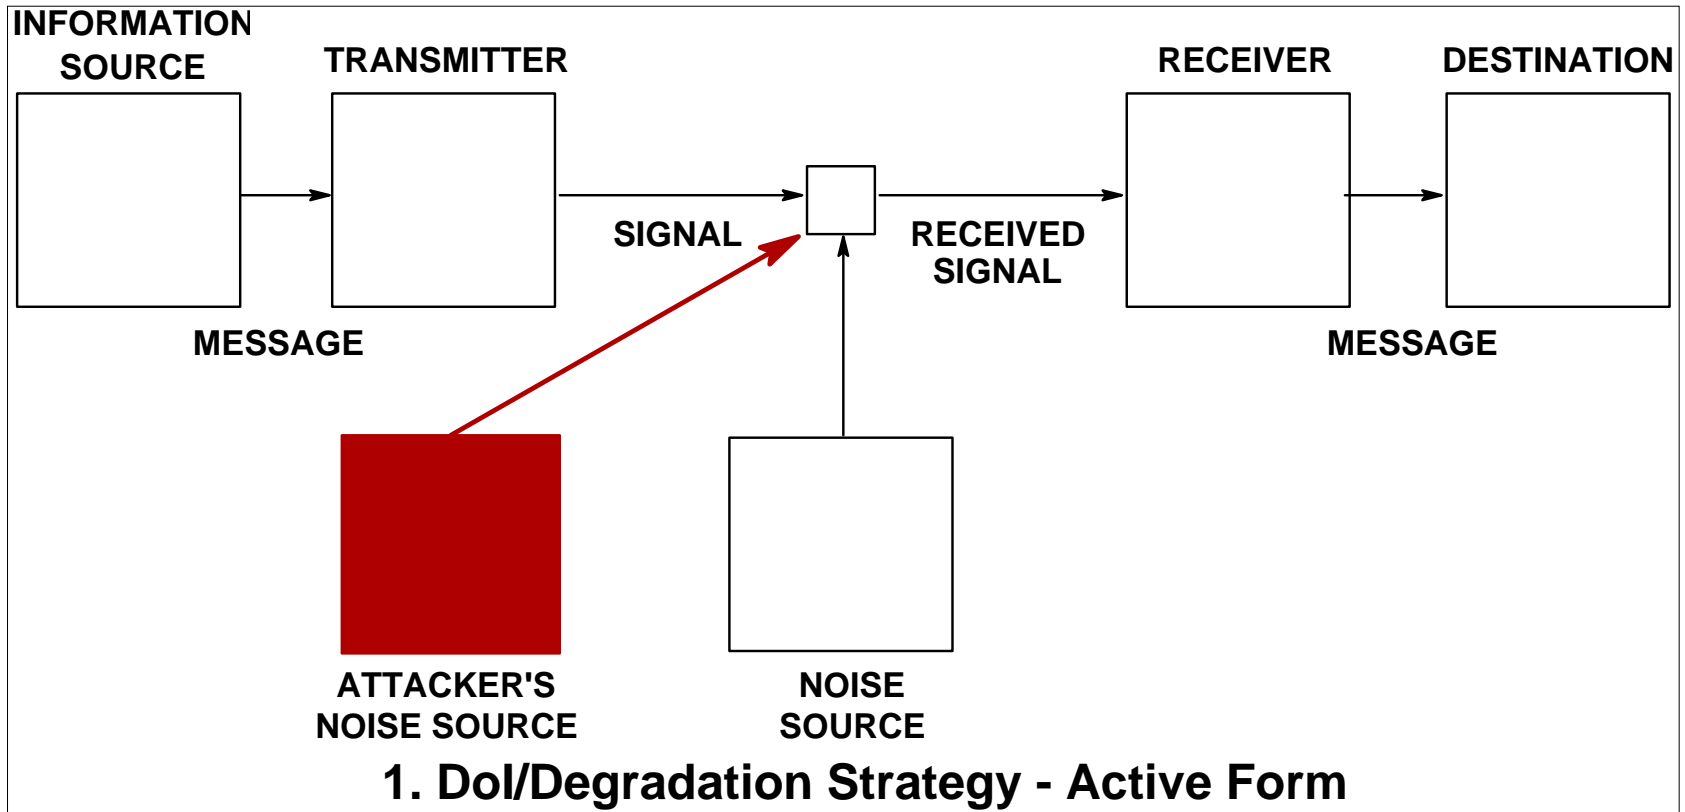 INFORMATION
SOURCE
TRANSMITTER
RECEIVER
DESTINATION
SIGNAL
RECEIVED
SIGNAL
MESSAGE
MESSAGE
ATTACKER'S
NOISE SOURCE
NOISE
SOURCE
1. DoI/Degradation Strategy - Active Form